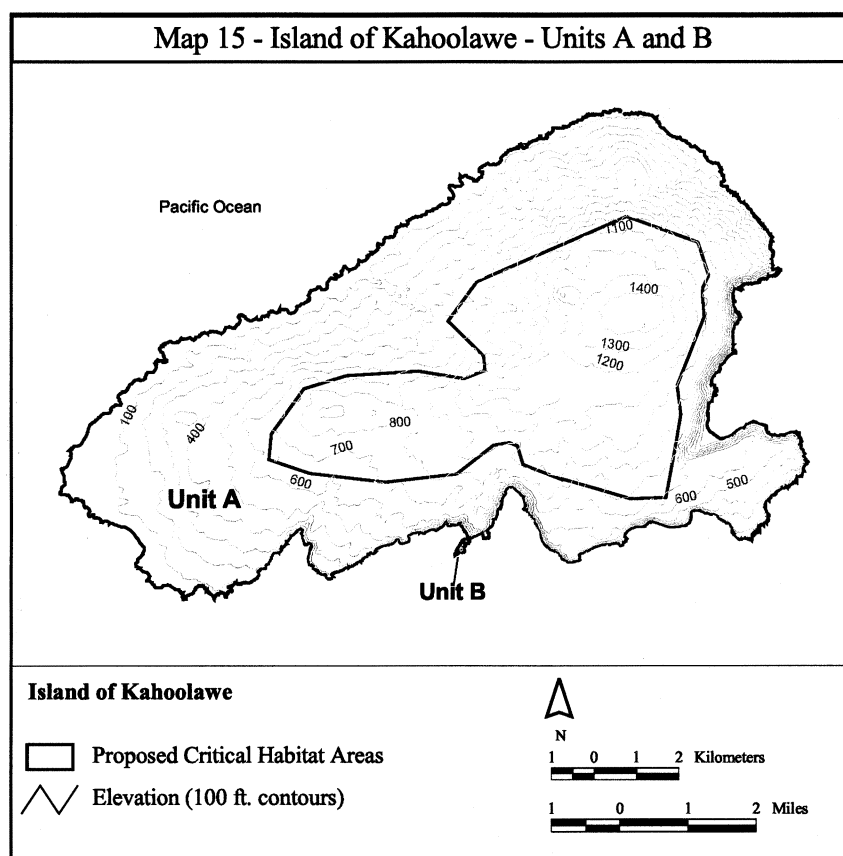 Map 15 - Island of Kahoolawe - Units A and B
Pacific Ocean
1100
1400
1300
1200
100
400
800
700
600
Unit A
600
500
Unit B
Island of Kahoolawe
Proposed Critical Habitat Areas
Elevation (100 ft. contours)
N
1 0 1 2 Kilometers
1 0 1 2 Miles